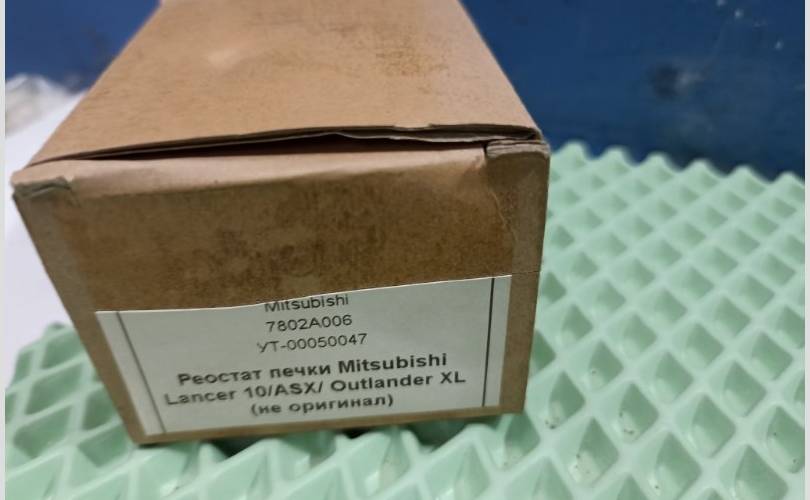 Mitsubishi
7802A006
УТ-00050047
Реостат печки Mitsubishi
Lancer 10/ASX/ Outlander XL
(не оригинал)